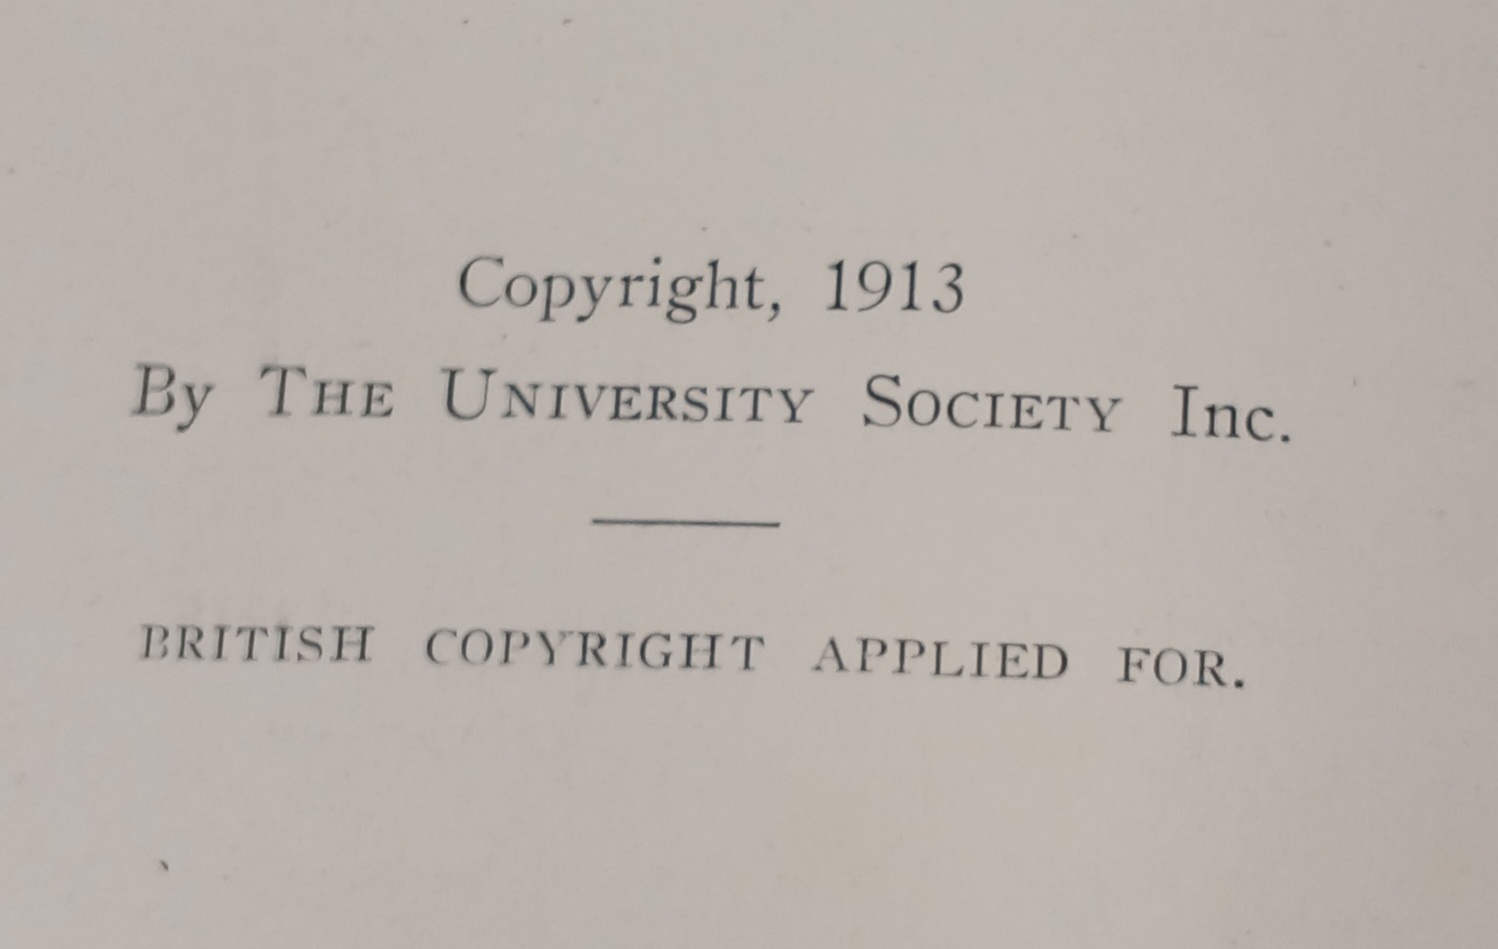 Copyright, 1913
By THE UNIVERSITY SOCIETY Inc.
BRITISH COPYRIGHT APPLIED FOR.